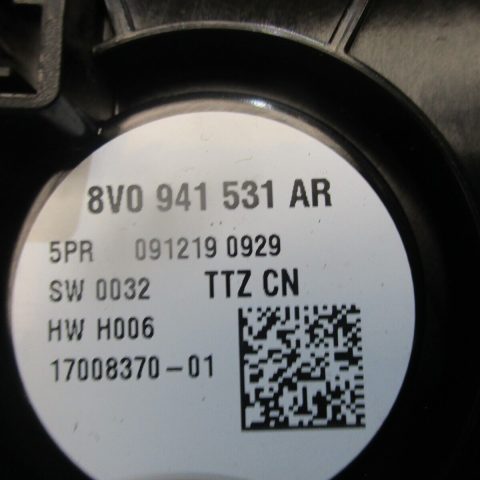 8V0 941 531 AR
5PR 091219 0929
SW 0032 TTZ CN
HW H006
17008370-01